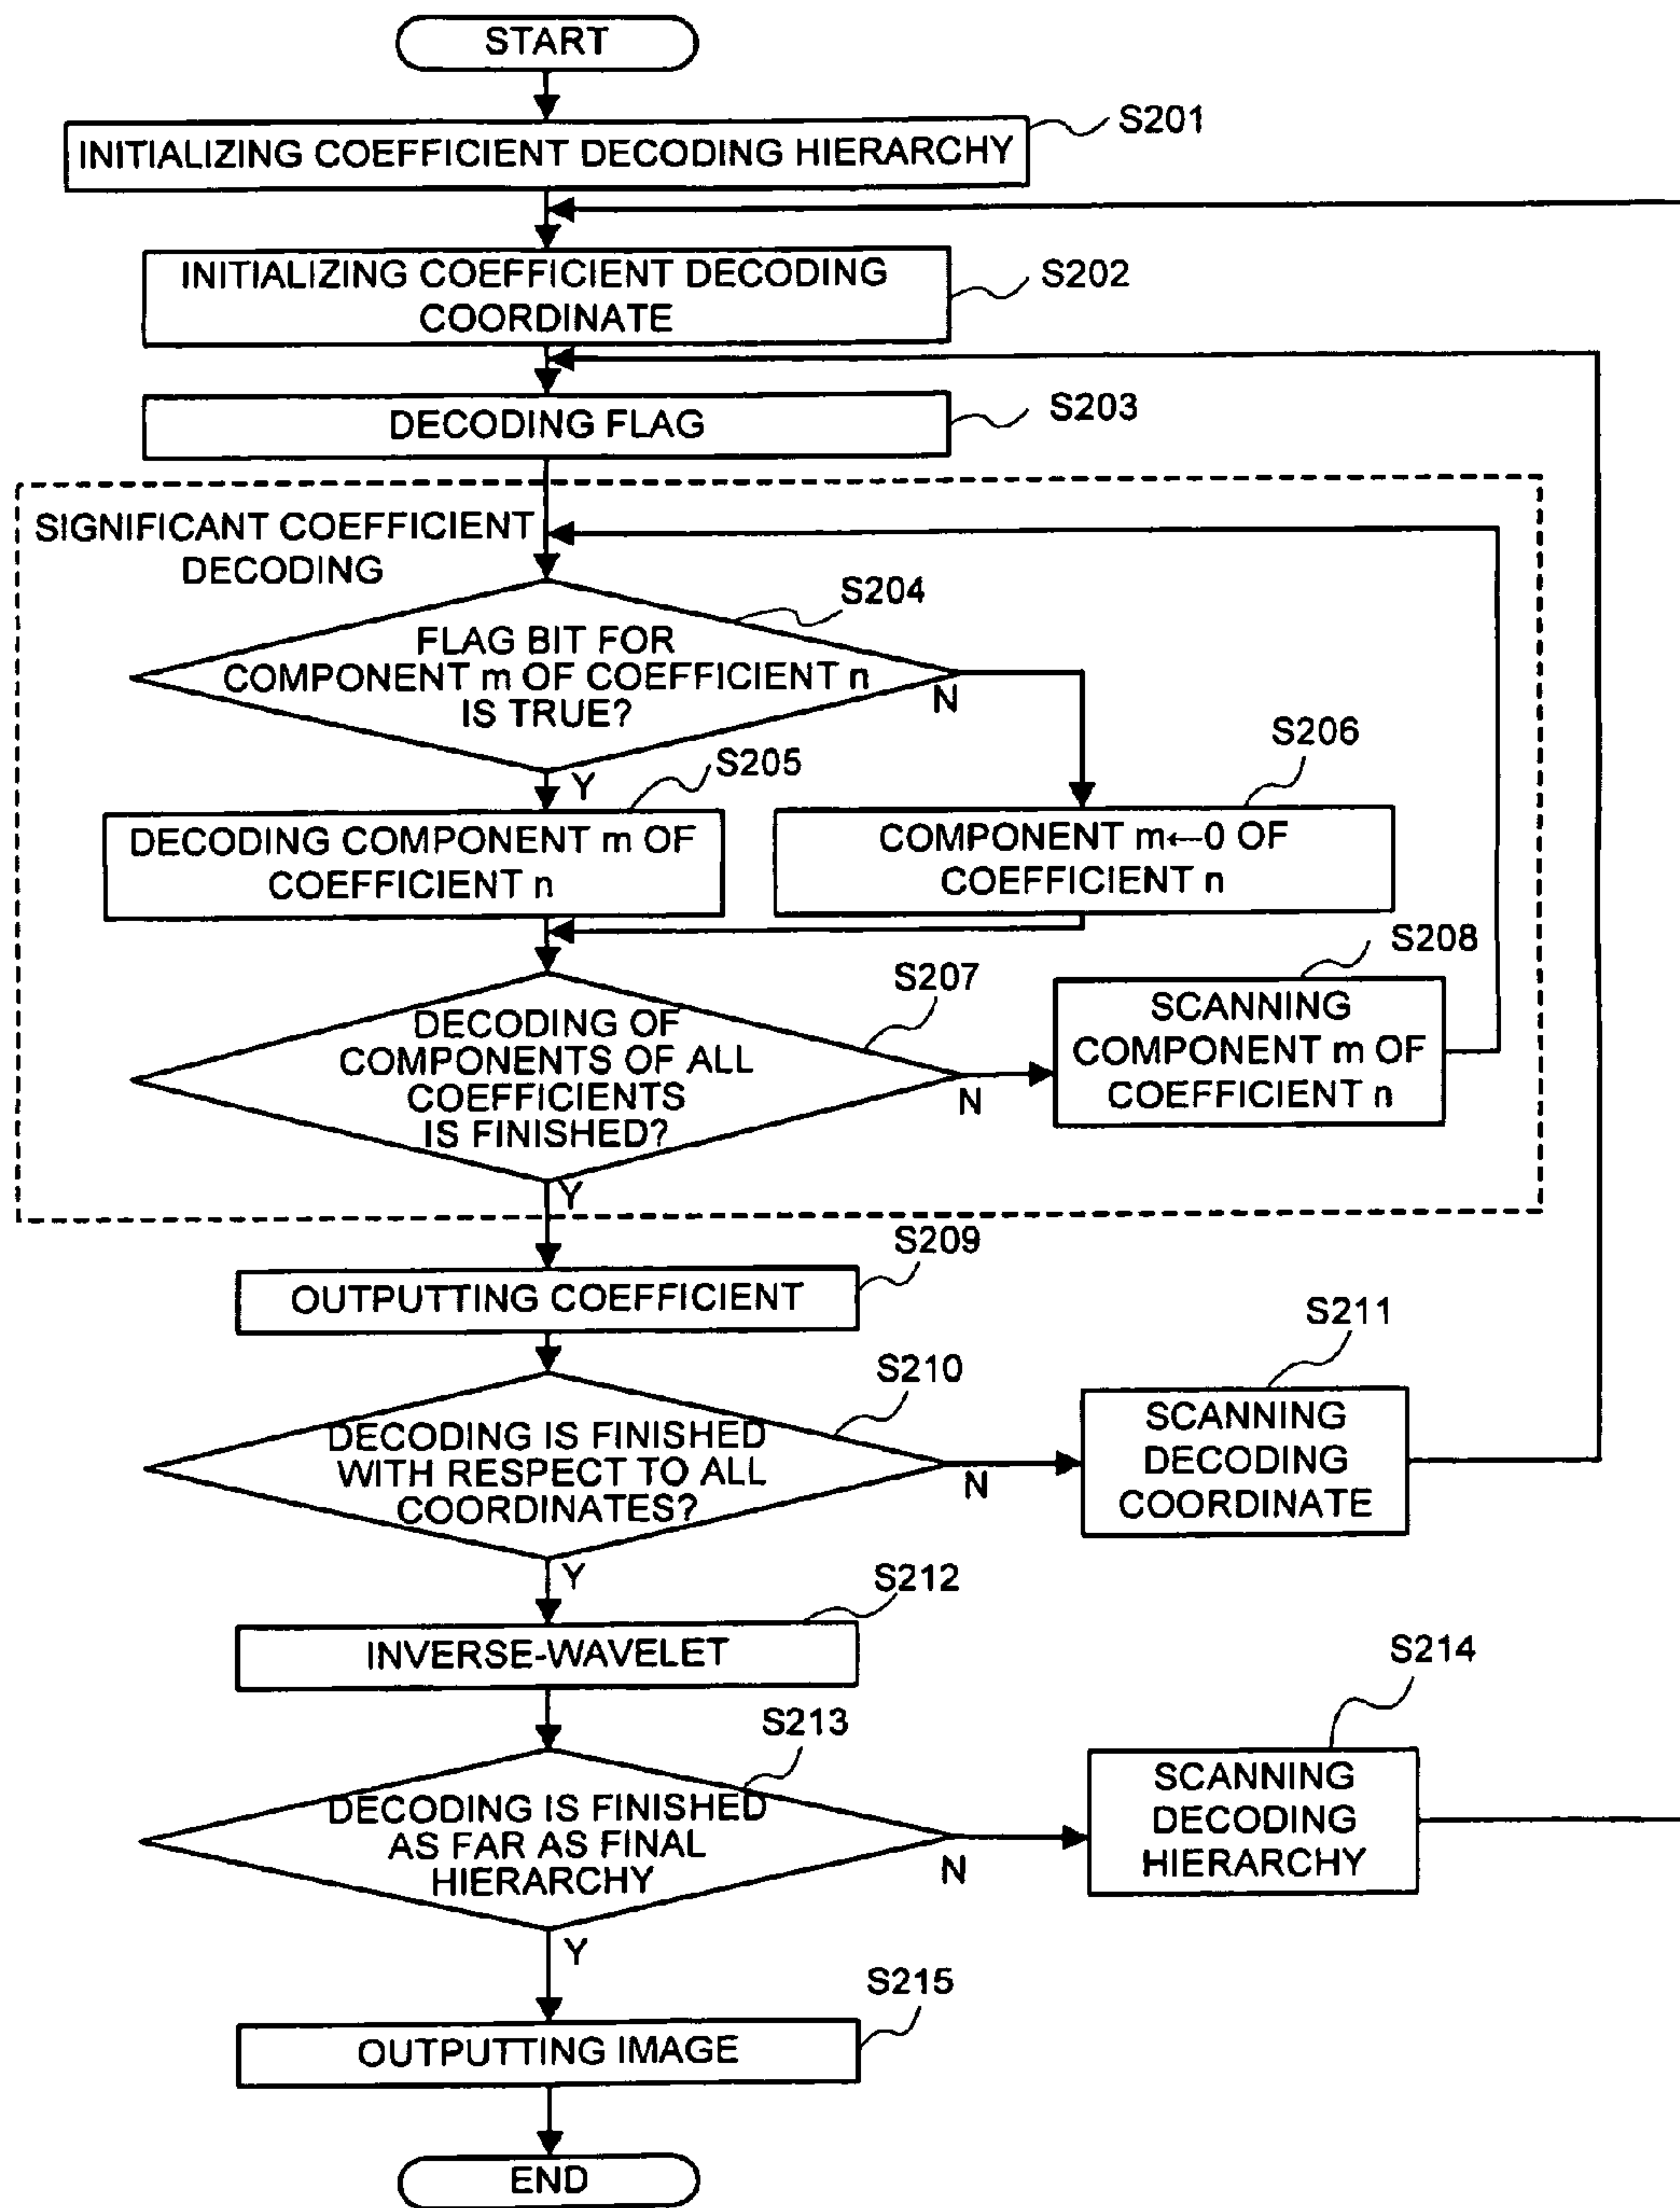 START
S201
INITIALIZING COEFFICIENT DECODING HIERARCHY
S202
INITIALIZING COEFFICIENT DECODING
COORDINATE
S203
DECODING FLAG
SIGNIFICANT COEFFICIENT
DECODING
S204
FLAG BIT FOR
COMPONENT m OF COEFFICIENT n
IS TRUE?
N
Y
S205
S206
DECODING COMPONENT m OF
COEFFICIENT n
COMPONENT m←0 OF
COEFFICIENT n
S207
S208
DECODING OF
COMPONENTS OF ALL
COEFFICIENTS
IS FINISHED?
N
SCANNING
COMPONENT m OF
COEFFICIENT n
Y
S209
OUTPUTTING COEFFICIENT
S210
S211
DECODING IS FINISHED
WITH RESPECT TO ALL
COORDINATES?
N
SCANNING
DECODING
COORDINATE
Y
S212
INVERSE-WAVELET
S213
S214
DECODING IS FINISHED
AS FAR AS FINAL
HIERARCHY
N
SCANNING
DECODING
HIERARCHY
Y
S215
OUTPUTTING IMAGE
END